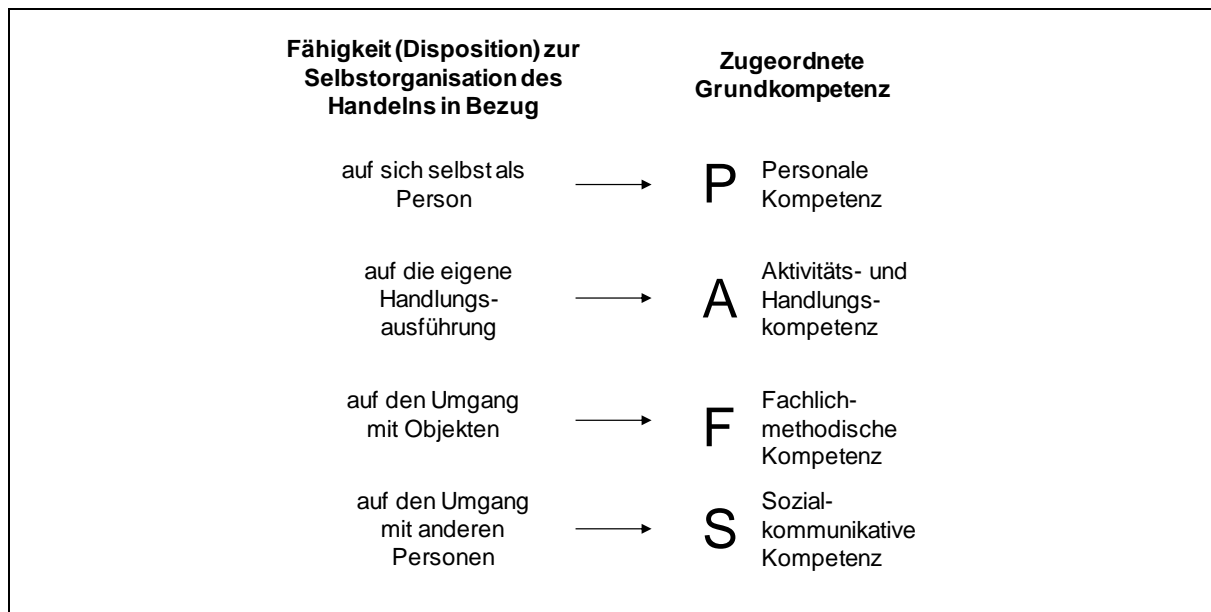 Fähigkeit (Disposition) zur
Selbstorganisation des
Handelns in Bezug
Zugeordnete
Grundkompetenz
auf sich selbst als
Person
P
Personale
Kompetenz
auf die eigene
Handlungs-
ausführung
A
Aktivitäts- und
Handlungs-
kompetenz
auf den Umgang
mit Objekten
F
Fachlich-
methodische
Kompetenz
auf den Umgang
mit anderen
Personen
S
Sozial-
kommunikative
Kompetenz